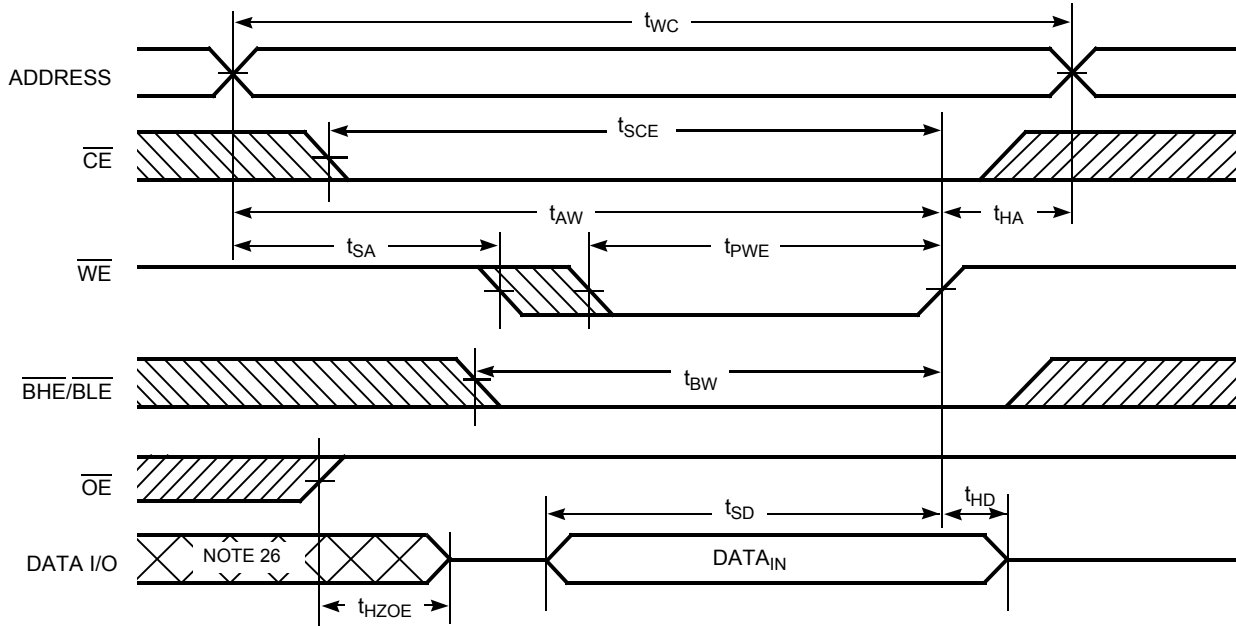 tWC
ADDRESS
tSCE
CE
tAW
tHA
tSA
tPWE
WE
tBW
BHE/BLE
OE
tSD
tHD
DATA I/O
NOTE 26
DATAIN
tHZOE